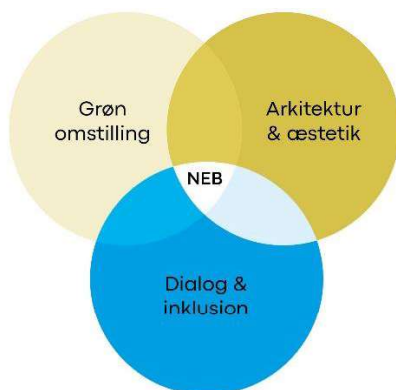 Grøn
omstilling
Arkitektur
& æstetik
NEB
Dialog &
inklusion